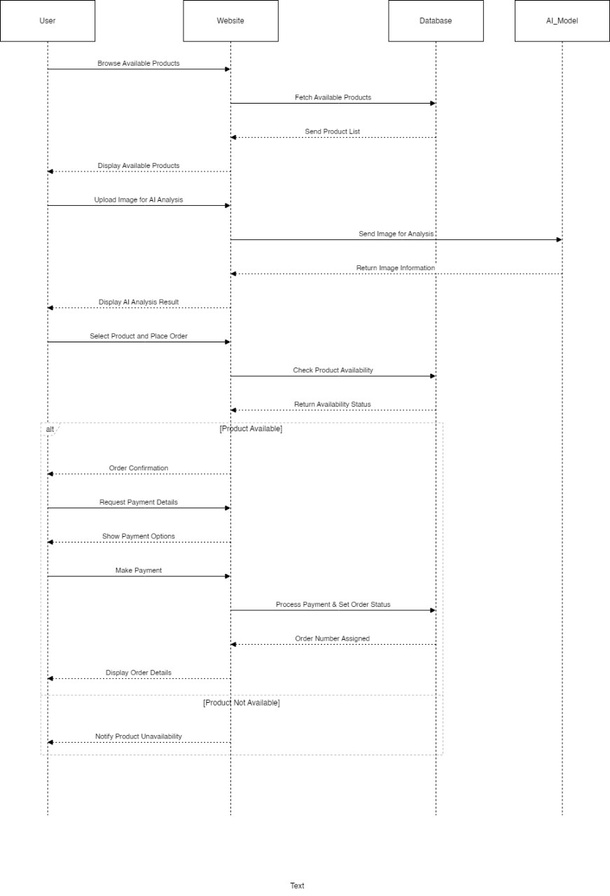 User
Website
Database
AI_Model
Browse Available Products
Fetch Available Products
Send Product List
Display Available Products
Upload Image for AI Analysis
Send Image for Analysis
Return Image Information
Display AI Analysis Result
Select Product and Place Order
Check Product Availability
Return Availability Status
alt
[Product Available]
Order Confirmation
Request Payment Details
Show Payment Options
Make Payment
Process Payment & Set Order Status
Order Number Assigned
Display Order Details
[Product Not Available]
Notify Product Unavailability
Text